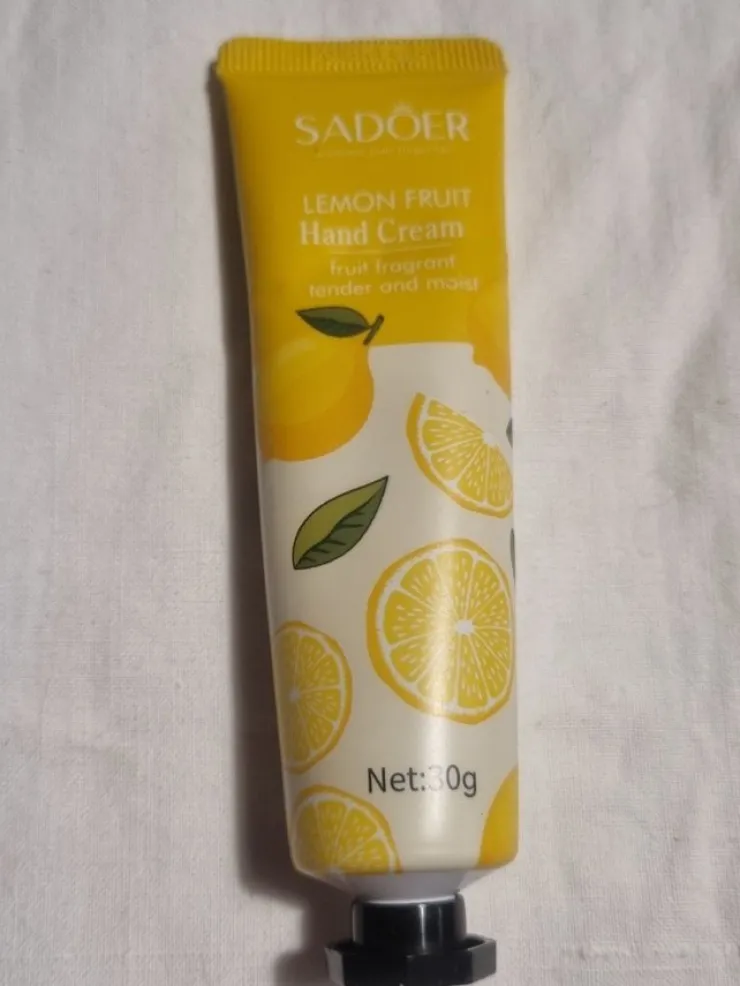 SADOER
LEMON FRUIT
Hand Cream
fruit fragrant
tender and moist
Net:30g